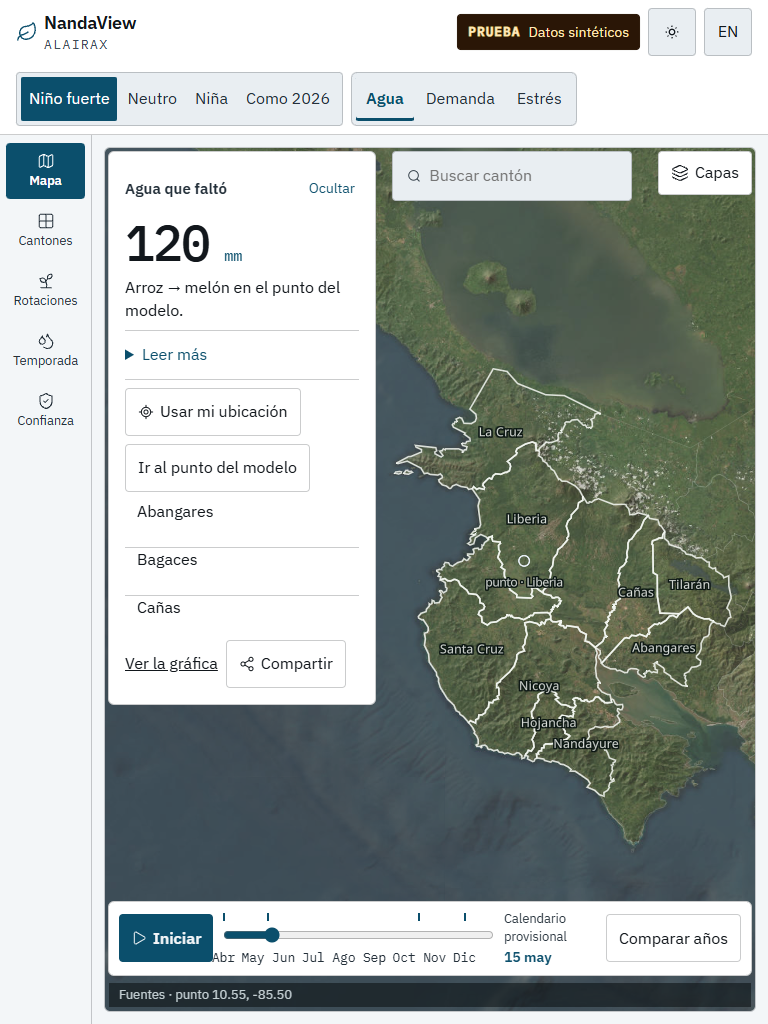 NandaView
ALAIRAX
PRUEBA Datos sintéticos
EN
Niño fuerte Neutro Niña Como 2026
Agua Demanda Estrés
Mapa
Cantones
Rotaciones
Temporada
Confianza
Agua que faltó Ocultar
120 mm
Arroz → melón en el punto del
modelo.
Leer más
Usar mi ubicación
Ir al punto del modelo
Abangares
Bagaces
Cañas
Ver la gráfica Compartir
Buscar cantón
Capas
La Cruz
Liberia
punto · Liberia
Cañas
Tilarán
Santa Cruz
Abangares
Nicoya
Hojancha
Nandayure
Iniciar
Abr May Jun Jul Ago Sep Oct Nov Dic
Calendario
provisional
15 may
Comparar años
Fuentes · punto 10.55, -85.50